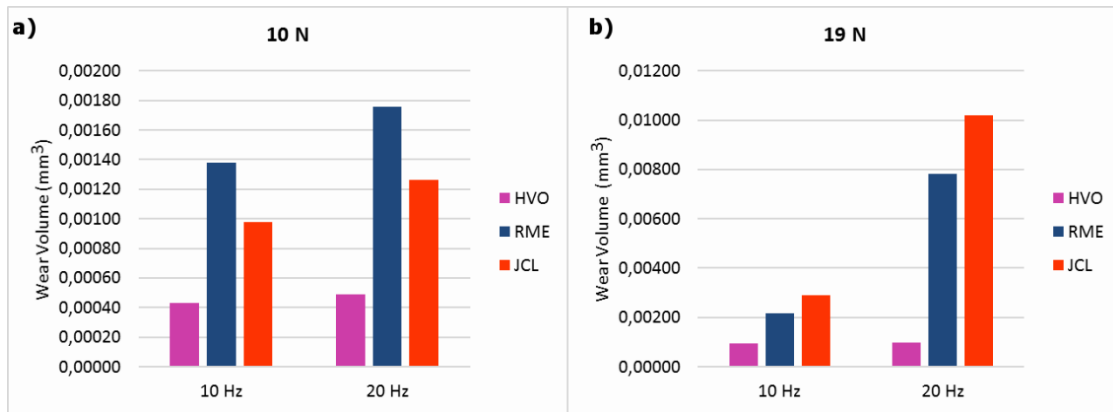 a)
10 N
Wear Volume (mm³)
0,00200
0,00180
0,00160
0,00140
0,00120
0,00100
0,00080
0,00060
0,00040
0,00020
0,00000
10 Hz
20 Hz
HVO
RME
JCL
b)
19 N
Wear Volume (mm³)
0,01200
0,01000
0,00800
0,00600
0,00400
0,00200
0,00000
10 Hz
20 Hz
HVO
RME
JCL